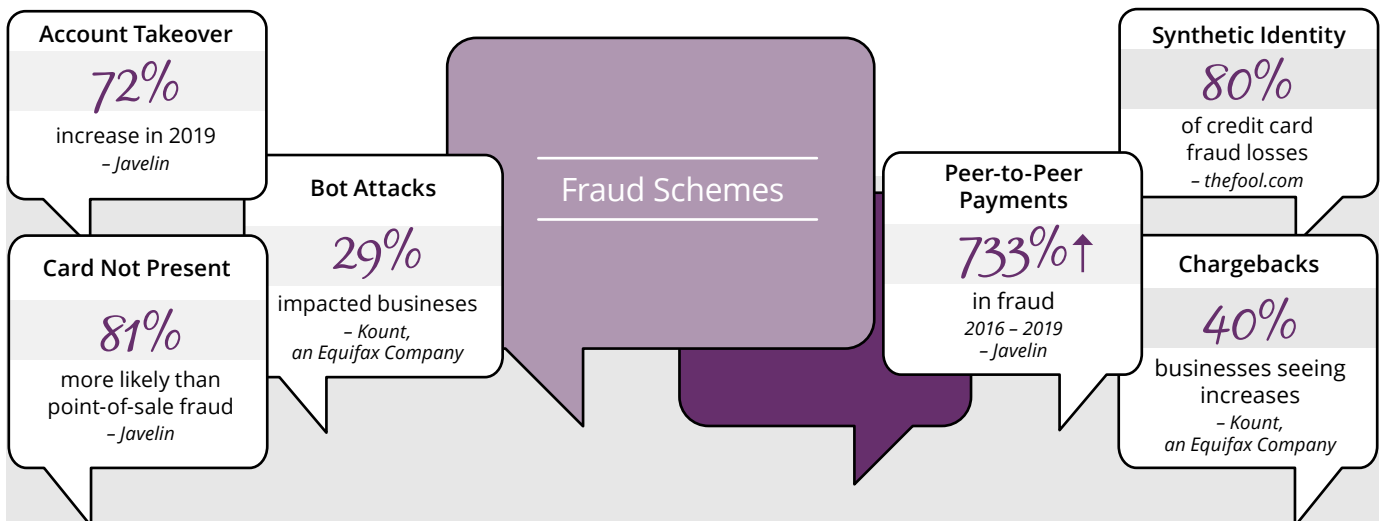 Account Takeover
72%
increase in 2019
– Javelin
Bot Attacks
29%
impacted busineses
– Kount,
an Equifax Company
Card Not Present
81%
more likely than
point-of-sale fraud
– Javelin
Fraud Schemes
Peer-to-Peer
Payments
733%↑
in fraud
2016 – 2019
– Javelin
Synthetic Identity
80%
of credit card
fraud losses
– thefool.com
Chargebacks
40%
businesses seeing
increases
– Kount,
an Equifax Company